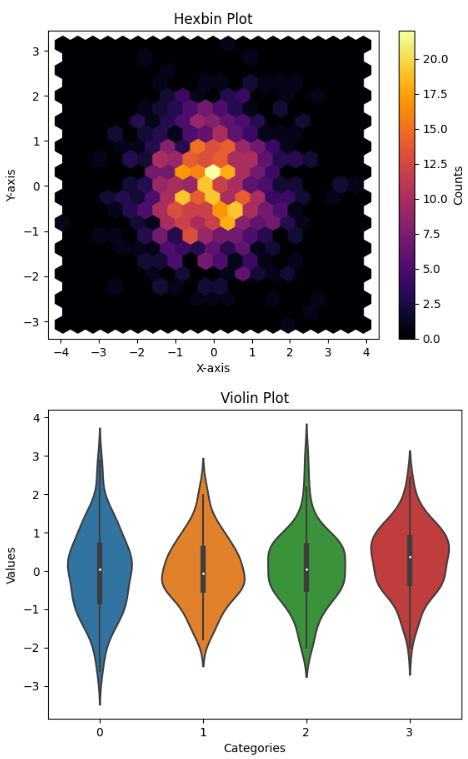 Hexbin Plot
3
2
1
0
−1
−2
−3
Y-axis
−4 −3 −2 −1 0 1 2 3 4
X-axis
20.0
17.5
15.0
12.5
10.0
7.5
5.0
2.5
0.0
Counts
Violin Plot
4
3
2
1
0
−1
−2
−3
Values
0 1 2 3
Categories